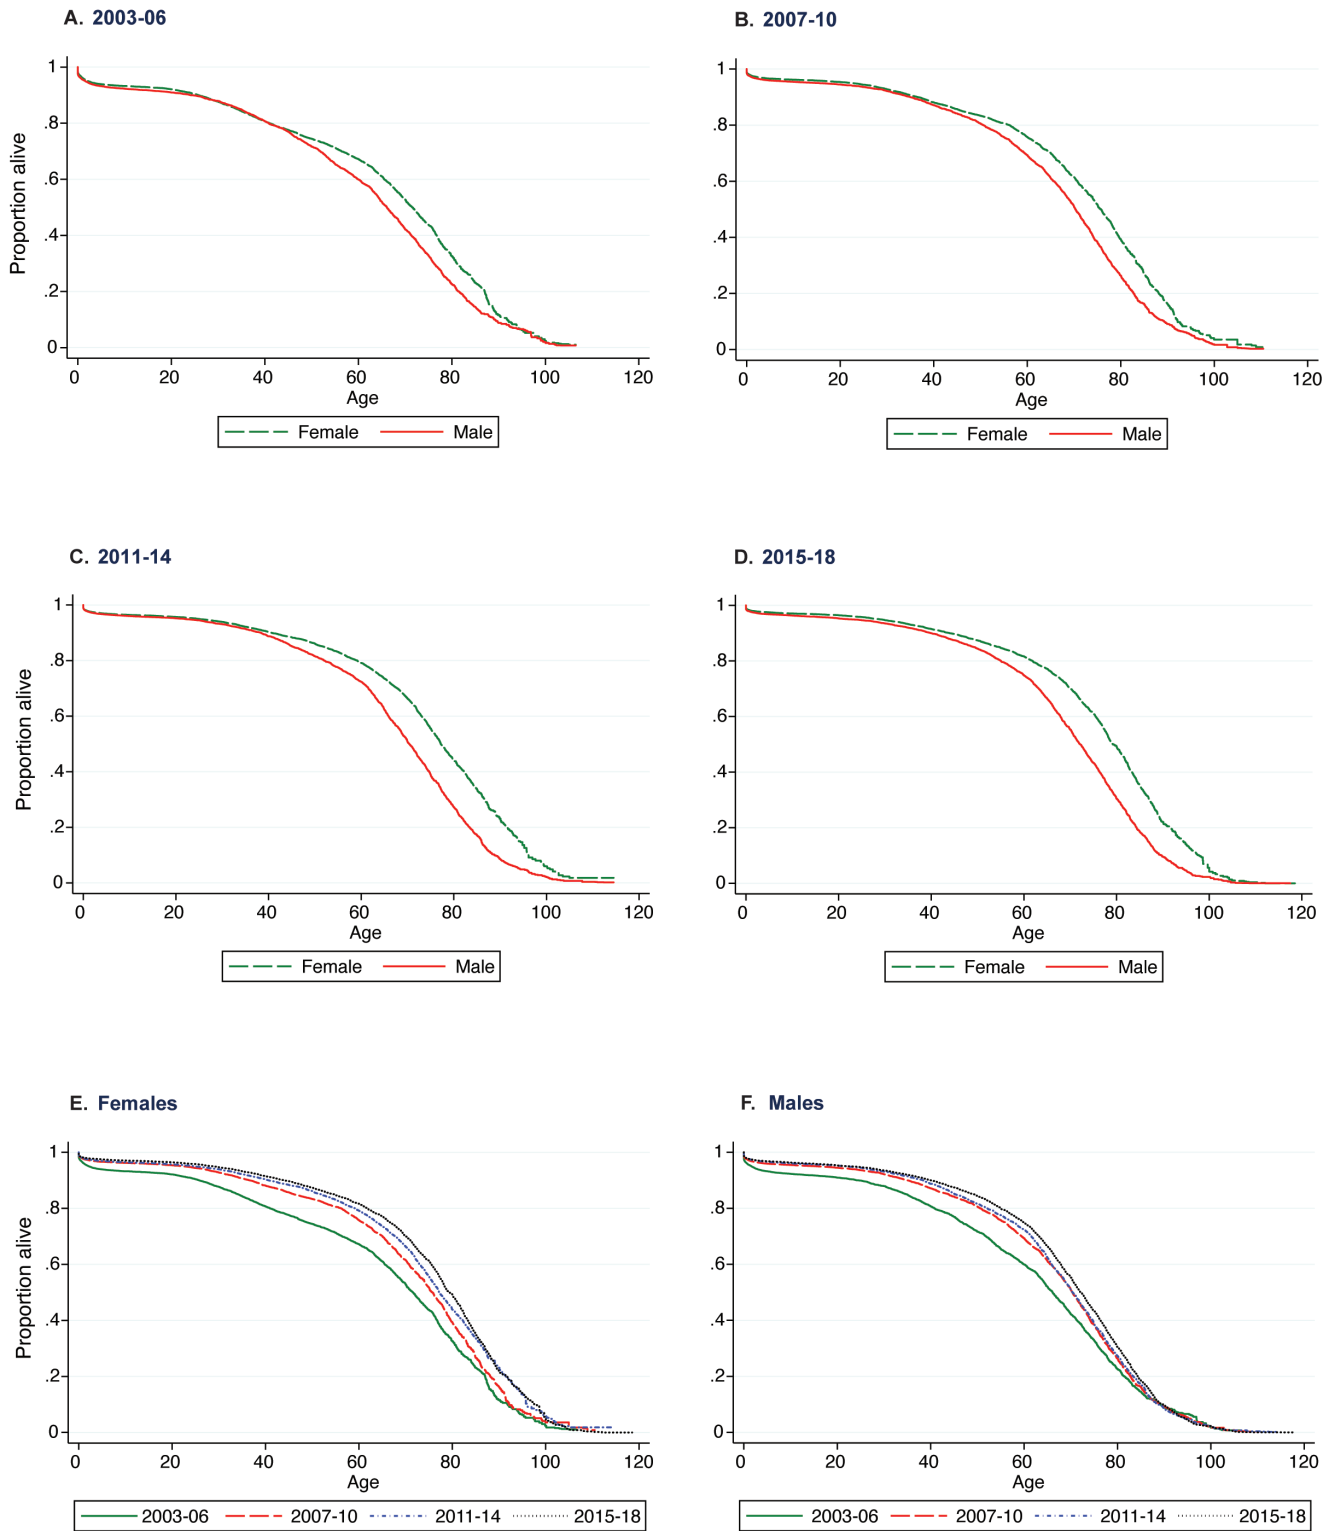 A. 2003-06
B. 2007-10
Proportion alive
1
.8
.6
.4
.2
0
0 20 40 60 80 100 120
Age
Female Male
1
.8
.6
.4
.2
0
0 20 40 60 80 100 120
Age
Female Male
C. 2011-14
D. 2015-18
Proportion alive
1
.8
.6
.4
.2
0
0 20 40 60 80 100 120
Age
Female Male
1
.8
.6
.4
.2
0
0 20 40 60 80 100 120
Age
Female Male
E. Females
F. Males
Proportion alive
1
.8
.6
.4
.2
0
0 20 40 60 80 100 120
Age
2003-06 2007-10 2011-14 2015-18
1
.8
.6
.4
.2
0
0 20 40 60 80 100 120
Age
2003-06 2007-10 2011-14 2015-18